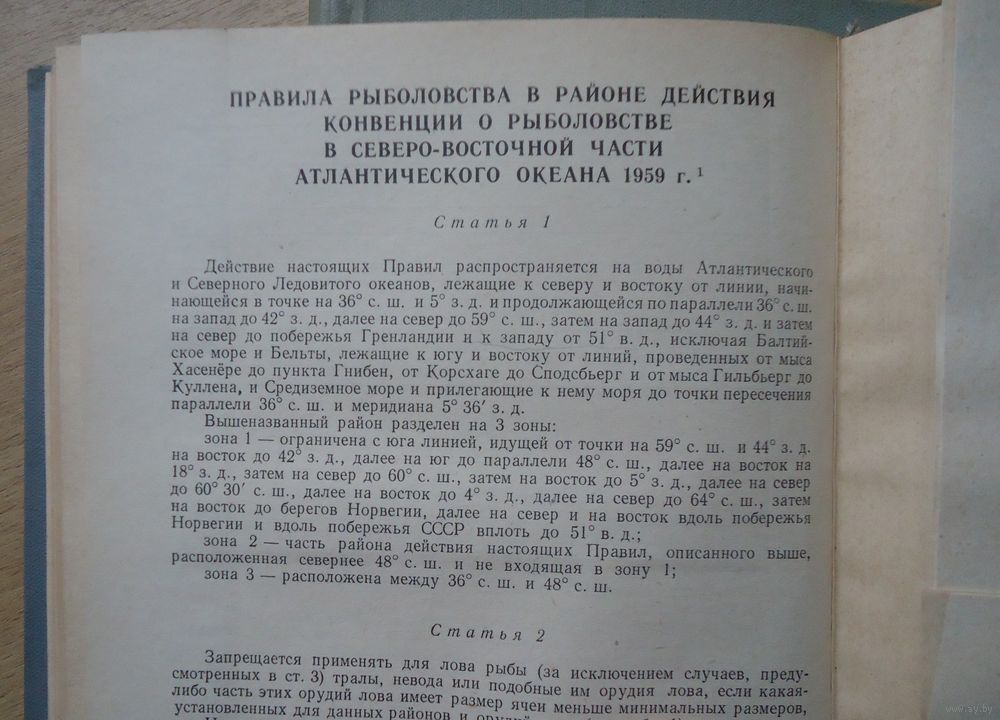 ПРАВИЛА РЫБОЛОВСТВА В РАЙОНЕ ДЕЙСТВИЯ
КОНВЕНЦИИ О РЫБОЛОВСТВЕ
В СЕВЕРО-ВОСТОЧНОЙ ЧАСТИ
АТЛАНТИЧЕСКОГО ОКЕАНА 1959 г. ¹
Статья 1
Действие настоящих Правил распространяется на воды Атлантического
и Северного Ледовитого океанов, лежащие к северу и востоку от линии, начи-
нающейся в точке на 36° с. ш. и 5° з. д. и продолжающейся по параллели 36° с. ш.
на запад до 42° з. д., далее на север до 59° с. ш., затем на запад до 44° з. д. и затем
на север до побережья Гренландии и к западу от 51° в. д., исключая Балтий-
ское море и Бельты, лежащие к югу и востоку от линий, проведенных от мыса
Хасенёре до пункта Гнибен, от Корсхаге до Сподсбьерг и от мыса Гильбьерг до
Куллена, и Средиземное море и прилегающие к нему моря до точки пересечения
параллели 36° с. ш. и меридиана 5° 36′ з. д.
Вышеназванный район разделен на 3 зоны:
зона 1 — ограничена с юга линией, идущей от точки на 59° с. ш. и 44° з. д.
на восток до 42° з. д., далее на юг до параллели 48° с. ш., далее на восток на
18° з. д., затем на север до 60° с. ш., затем на восток до 5° з. д., далее на север
до 60° 30′ с. ш., далее на восток до 4° з. д., далее на север до 64° с. ш., затем
на восток до берегов Норвегии, далее на север и на восток вдоль побережья
Норвегии и вдоль побережья СССР вплоть до 51° в. д.;
зона 2 — часть района действия настоящих Правил, описанного выше,
расположенная севернее 48° с. ш. и не входящая в зону 1;
зона 3 — расположена между 36° с. ш. и 48° с. ш.
Статья 2
Запрещается применять для лова рыбы (за исключением случаев, преду-
смотренных в ст. 3) тралы, невода или подобные им орудия лова, если какая-
либо часть этих орудий лова имеет размер ячеи меньше минимальных размеров,
установленных для данных районов и
www.ay.by